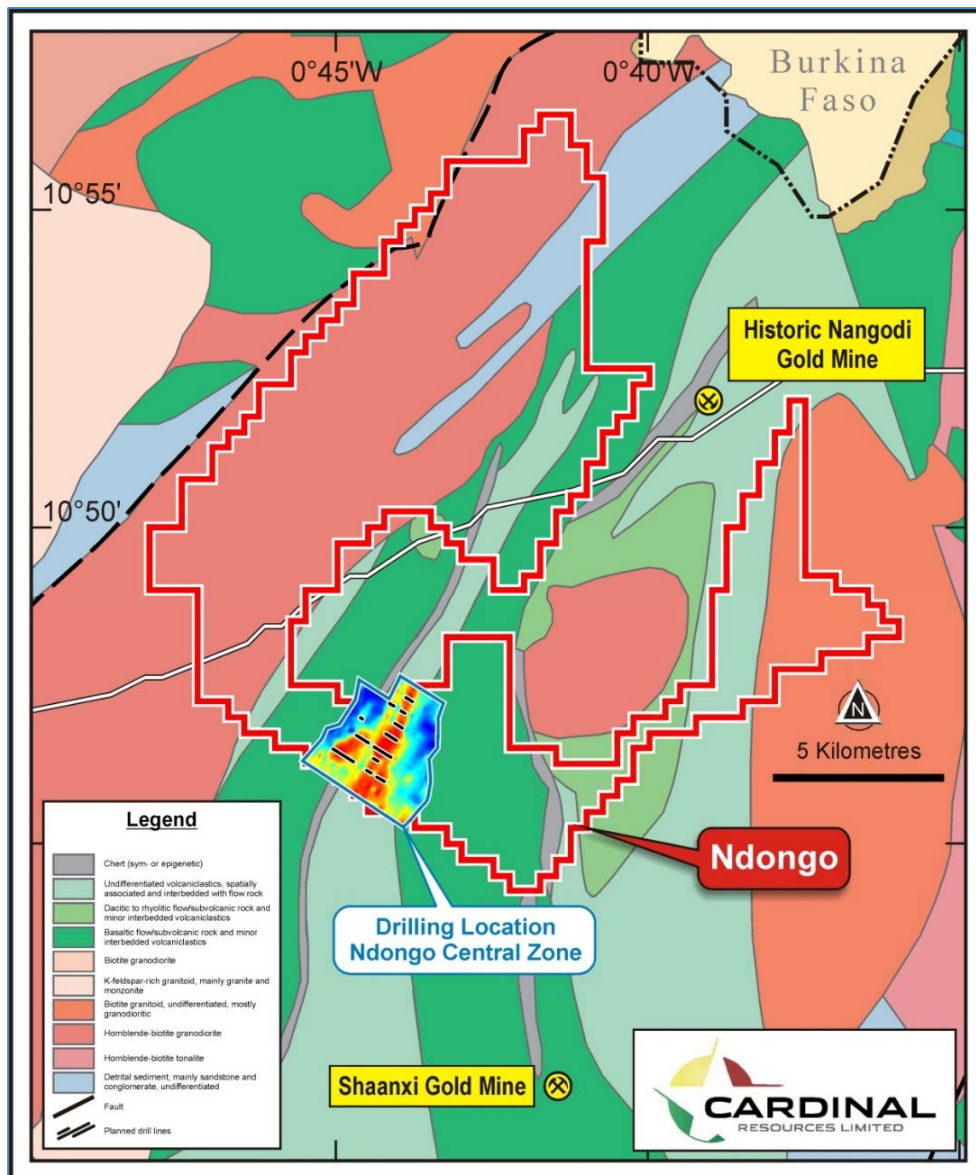 0°45'W
0°40'W
Burkina
Faso
10°55'
Historic Nangodi
Gold Mine
10°50'
N
5 Kilometres
Ndongo
Drilling Location
Ndongo Central Zone
Shaanxi Gold Mine
Legend
Chert (sym- or epigenetic)
Undifferentiated volcaniclastics, spatially
associated and interbedded with flow rock
Dacitic to rhyolitic flow/subvolcanic rock and
minor interbedded volcaniclastics
Basaltic flow/subvolcanic rock and minor
interbedded volcaniclastics
Biotite granodiorite
K-feldspar-rich granitoid, mainly granite and
monzonite
Biotite granitoid, undifferentiated, mostly
granodioritic
Hornblende-biotite granodiorite
Hornblende-biotite tonalite
Detrital sediment, mainly sandstone and
conglomerate, undifferentiated
Fault
Planned drill lines
CARDINAL
RESOURCES LIMITED